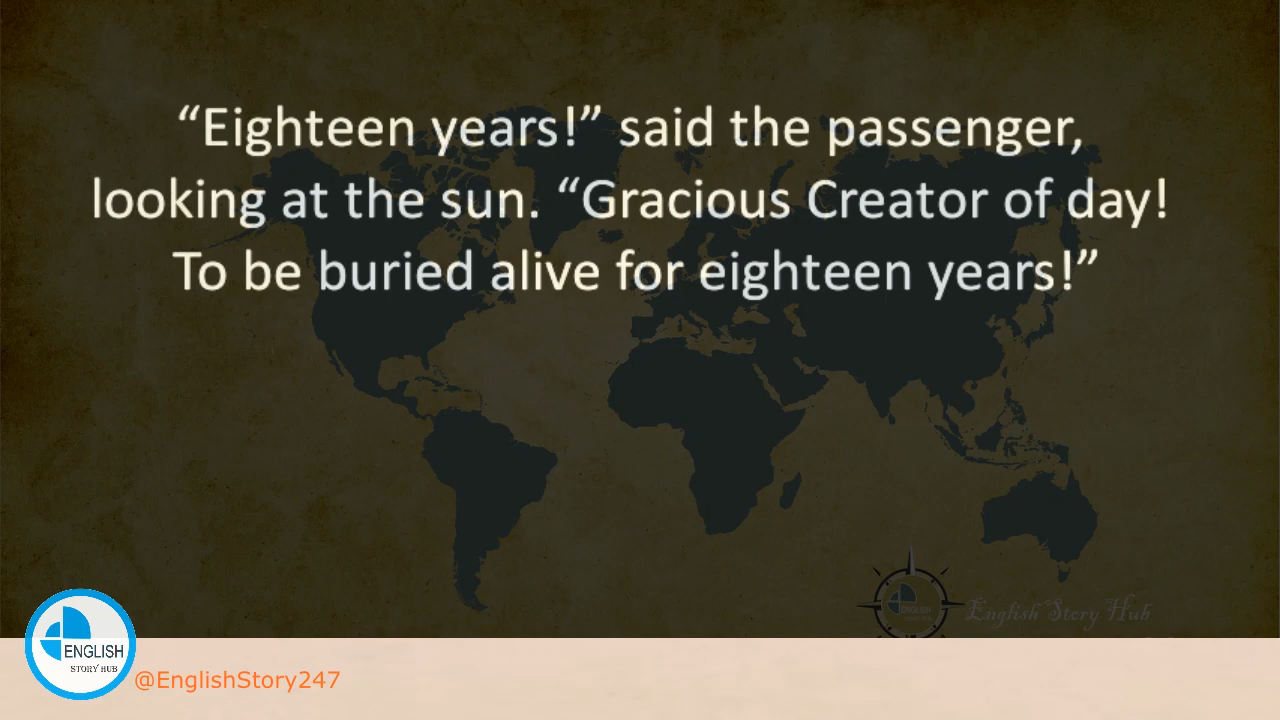 “Eighteen years!” said the passenger,
looking at the sun. “Gracious Creator of day!
To be buried alive for eighteen years!”
English Story Hub
ENGLISH
STORY HUB
@EnglishStory247